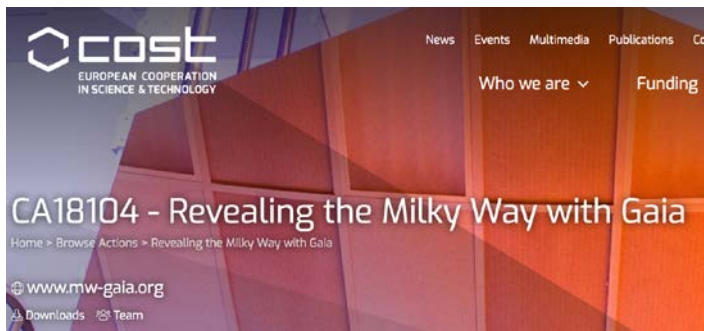 cost
EUROPEAN COOPERATION
IN SCIENCE & TECHNOLOGY
News Events Multimedia Publications Co
Who we are Funding
CA18104 - Revealing the Milky Way with Gaia
Home > Browse Actions > Revealing the Milky Way with Gaia
www.mw-gaia.org
Downloads Team